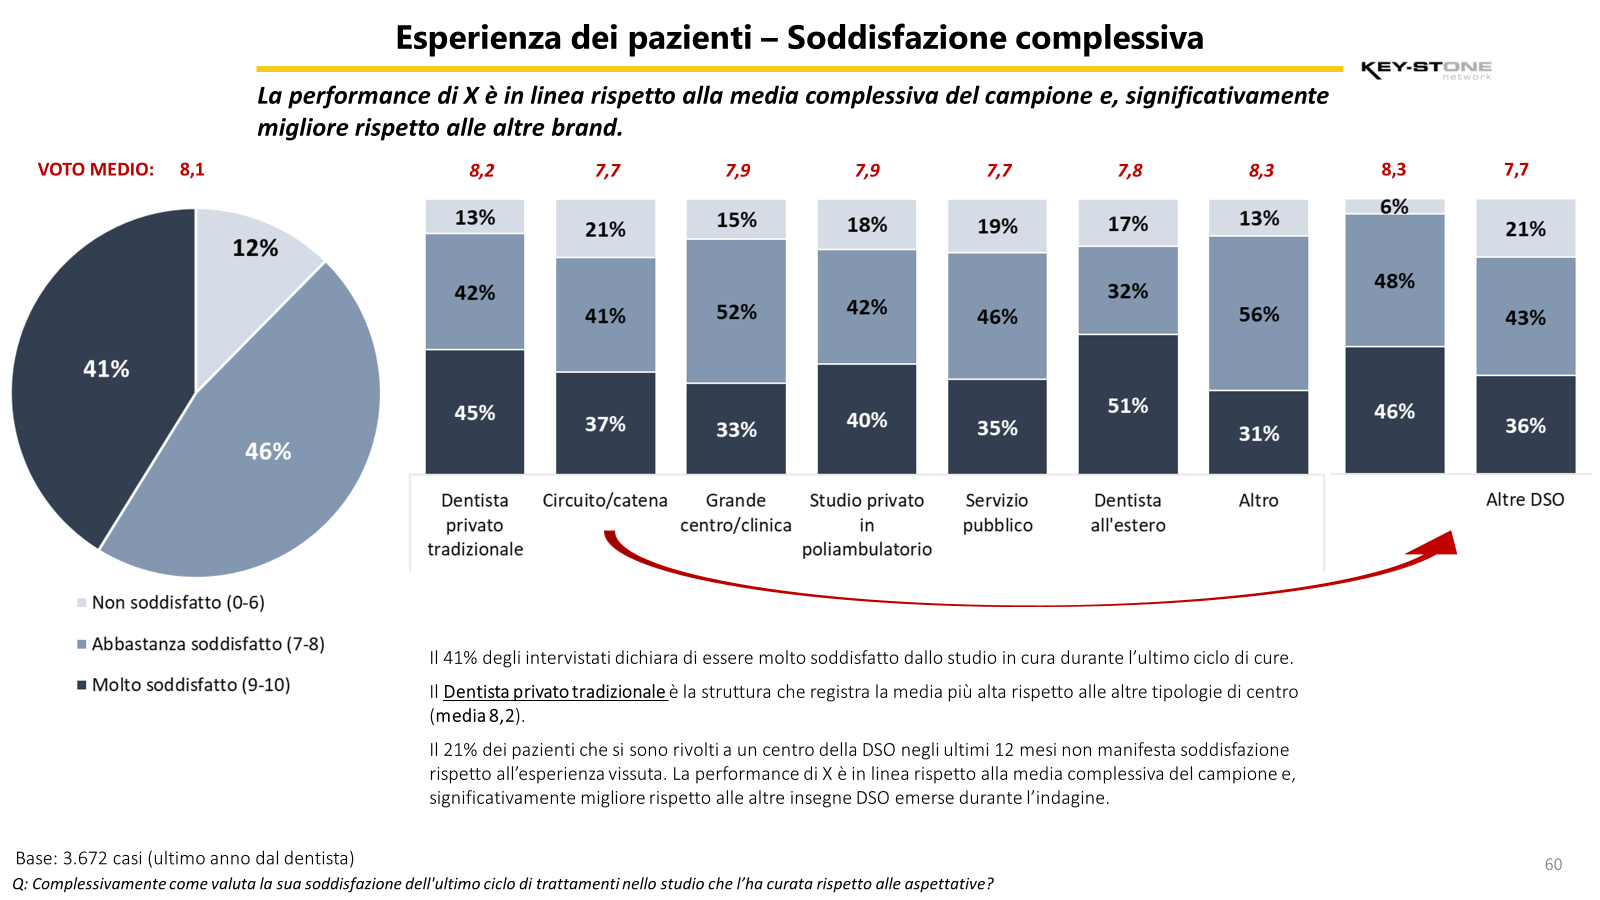 Esperienza dei pazienti – Soddisfazione complessiva
KEY-STONE
network
La performance di X è in linea rispetto alla media complessiva del campione e, significativamente
migliore rispetto alle altre brand.
VOTO MEDIO: 8,1
8,2 7,7 7,9 7,9 7,7 7,8 8,3 8,3 7,7
12%
46%
41%
13% 21% 15% 18% 19% 17% 13% 6% 21%
42% 41% 52% 42% 46% 32% 56% 48% 43%
45% 37% 33% 40% 35% 51% 31% 46% 36%
Dentista
privato
tradizionale
Circuito/catena
Grande
centro/clinica
Studio privato
in
poliambulatorio
Servizio
pubblico
Dentista
all'estero
Altro
Altre DSO
Non soddisfatto (0-6)
Abbastanza soddisfatto (7-8)
Molto soddisfatto (9-10)
Il 41% degli intervistati dichiara di essere molto soddisfatto dallo studio in cura durante l’ultimo ciclo di cure.
Il Dentista privato tradizionale è la struttura che registra la media più alta rispetto alle altre tipologie di centro
(media 8,2).
Il 21% dei pazienti che si sono rivolti a un centro della DSO negli ultimi 12 mesi non manifesta soddisfazione
rispetto all’esperienza vissuta. La performance di X è in linea rispetto alla media complessiva del campione e,
significativamente migliore rispetto alle altre insegne DSO emerse durante l’indagine.
Base: 3.672 casi (ultimo anno dal dentista)
60
Q: Complessivamente come valuta la sua soddisfazione dell'ultimo ciclo di trattamenti nello studio che l’ha curata rispetto alle aspettative?